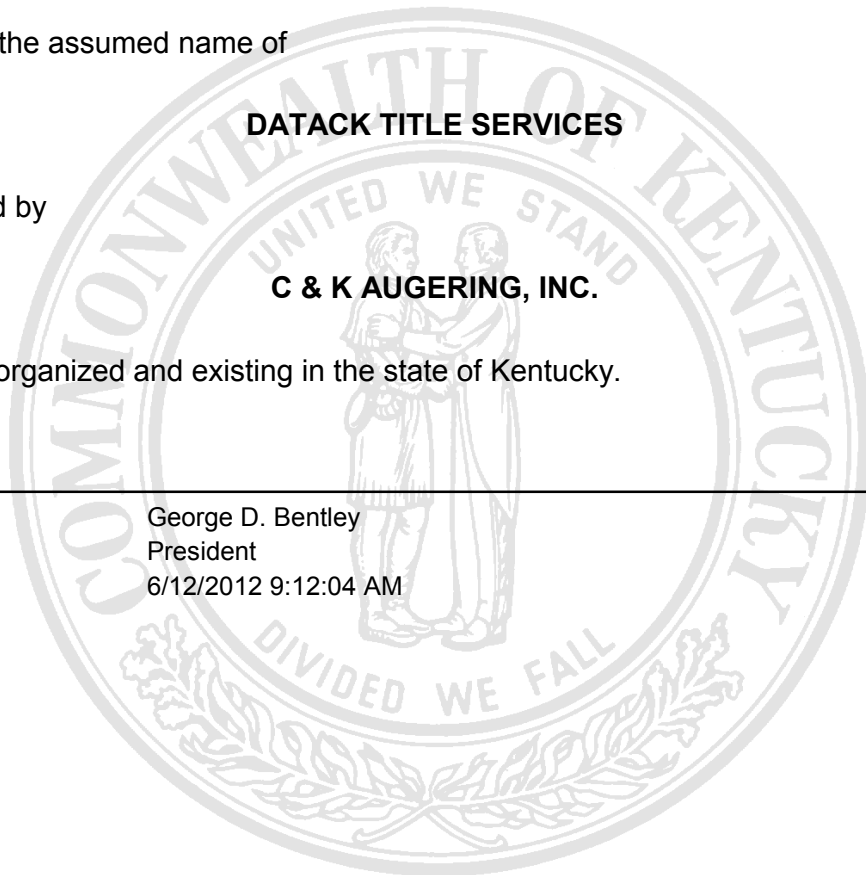 the assumed name of
DATACK TITLE SERVICES
d by
C & K AUGERING, INC.
organized and existing in the state of Kentucky.
George D. Bentley
President
6/12/2012 9:12:04 AM
COMMONWEALTH OF KENTUCKY
UNITED WE STAND
DIVIDED WE FALL